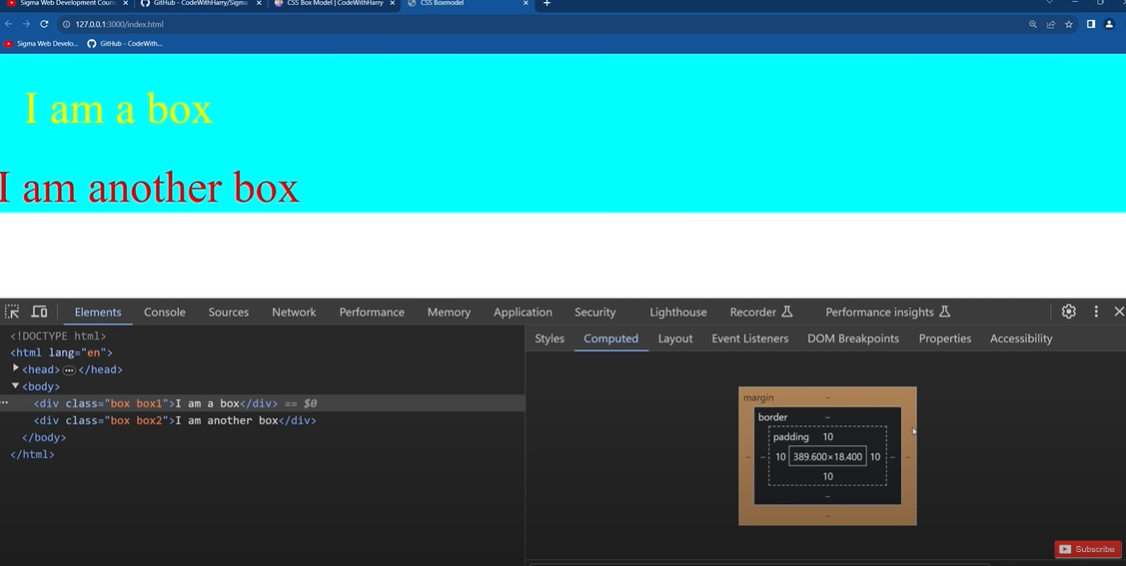 Sigma Web Development Cours
GitHub - CodeWithHarry/Sigma
CSS Box Model | CodeWithHarry
CSS Boxmodel
127.0.0.1:3000/index.html
Sigma Web Develo...
GitHub - CodeWith...
I am a box
I am another box
Elements Console Sources Network Performance Memory Application Security Lighthouse Recorder Performance insights
<!DOCTYPE html>
<html lang="en">
<head> … </head>
<body>
<div class="box box1">I am a box</div> == $0
<div class="box box2">I am another box</div>
</body>
</html>
Styles Computed Layout Event Listeners DOM Breakpoints Properties Accessibility
margin -
border -
padding 10
- - 10 389.600×18.400 10 - -
10
-
-
Subscribe